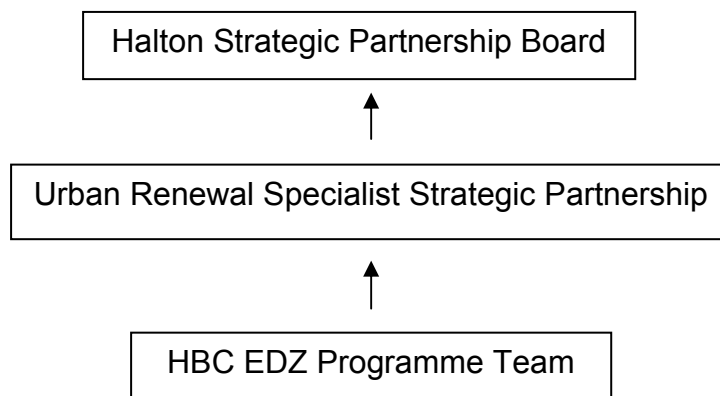 Halton Strategic Partnership Board
Urban Renewal Specialist Strategic Partnership
HBC EDZ Programme Team